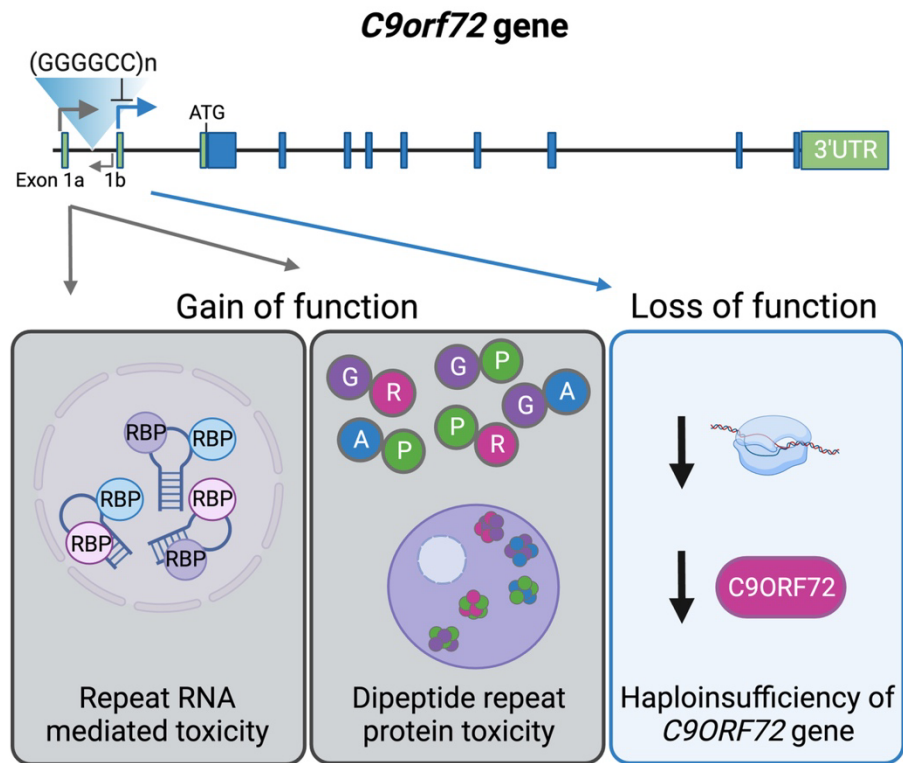 C9orf72 gene
(GGGGCC)n
ATG
3'UTR
Exon 1a
1b
Gain of function
Loss of function
RBP
RBP
RBP
RBP
RBP
RBP
G
R
G
P
G
A
A
P
P
R
C9ORF72
Repeat RNA
mediated toxicity
Dipeptide repeat
protein toxicity
Haploinsufficiency of
C9ORF72 gene